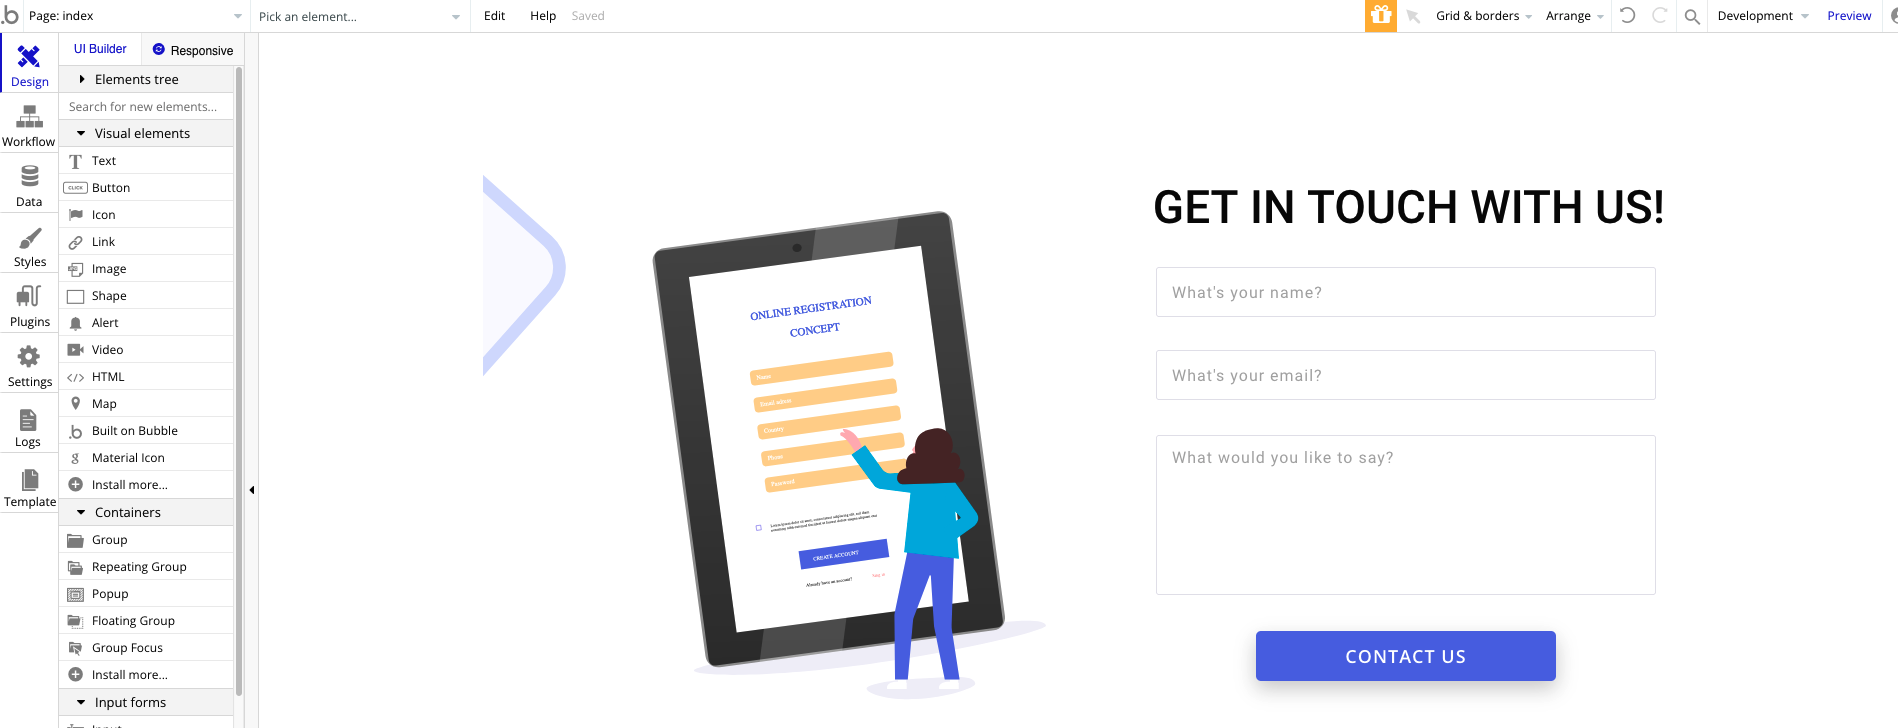 .b Page: index Pick an element... Edit Help Saved Grid & borders Arrange Development Preview
UI Builder Responsive
Design
Workflow
Data
Styles
Plugins
Settings
Logs
Template
Elements tree
Search for new elements...
Visual elements
Text
CLICK Button
Icon
Link
Image
Shape
Alert
Video
</> HTML
Map
.b Built on Bubble
g Material Icon
Install more...
Containers
Group
Repeating Group
Popup
Floating Group
Group Focus
Install more...
Input forms
Input
ONLINE REGISTRATION
CONCEPT
Name
Email
Country
Phone
Password
CREATE ACCOUNT
Already have an account?
GET IN TOUCH WITH US!
What's your name?
What's your email?
What would you like to say?
CONTACT US